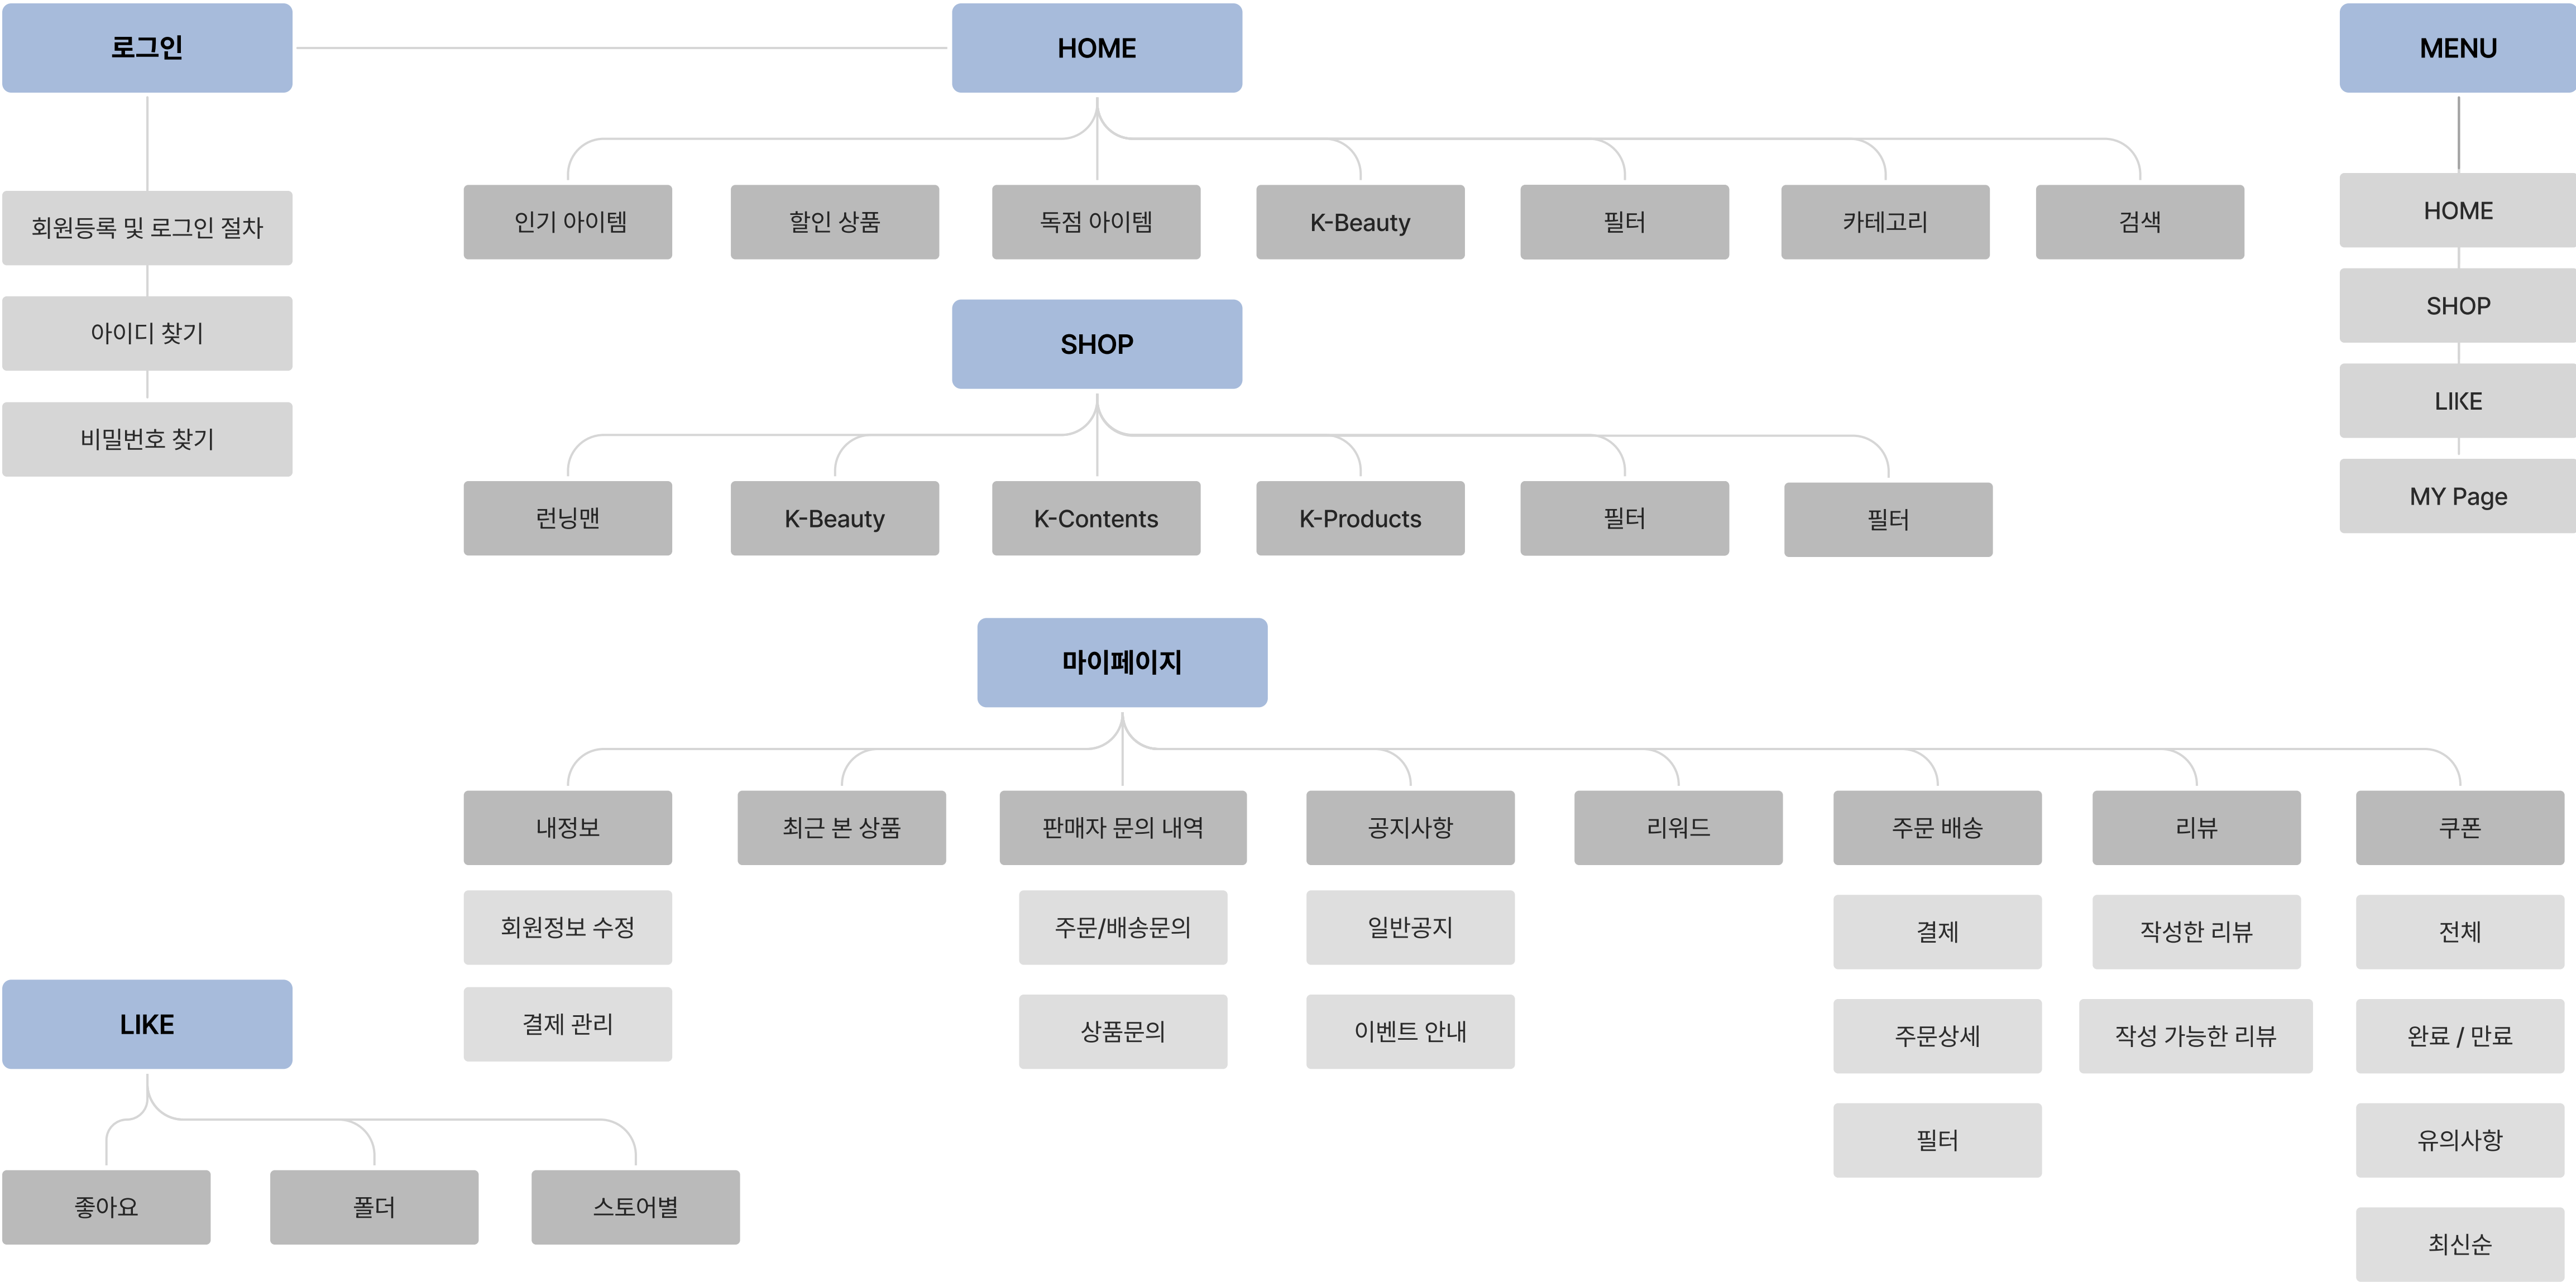 로그인
HOME
MENU
회원등록 및 로그인 절차
아이디 찾기
비밀번호 찾기
인기 아이템
할인 상품
독점 아이템
K-Beauty
필터
카테고리
검색
HOME
SHOP
LIKE
MY Page
SHOP
런닝맨
K-Beauty
K-Contents
K-Products
필터
필터
마이페이지
내정보
최근 본 상품
판매자 문의 내역
공지사항
리워드
주문 배송
리뷰
쿠폰
회원정보 수정
결제 관리
주문/배송문의
상품문의
일반공지
이벤트 안내
결제
주문상세
필터
작성한 리뷰
작성 가능한 리뷰
전체
완료 / 만료
유의사항
최신순
LIKE
좋아요
폴더
스토어별